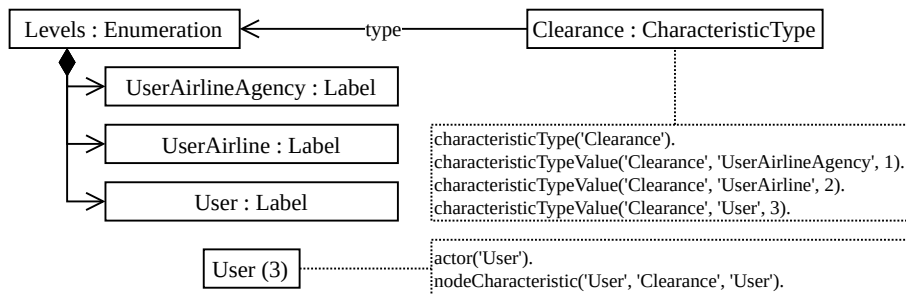 Levels : Enumeration
type
Clearance : CharacteristicType
UserAirlineAgency : Label
UserAirline : Label
User : Label
characteristicType('Clearance').
characteristicTypeValue('Clearance', 'UserAirlineAgency', 1).
characteristicTypeValue('Clearance', 'UserAirline', 2).
characteristicTypeValue('Clearance', 'User', 3).
User (3)
actor('User').
nodeCharacteristic('User', 'Clearance', 'User').